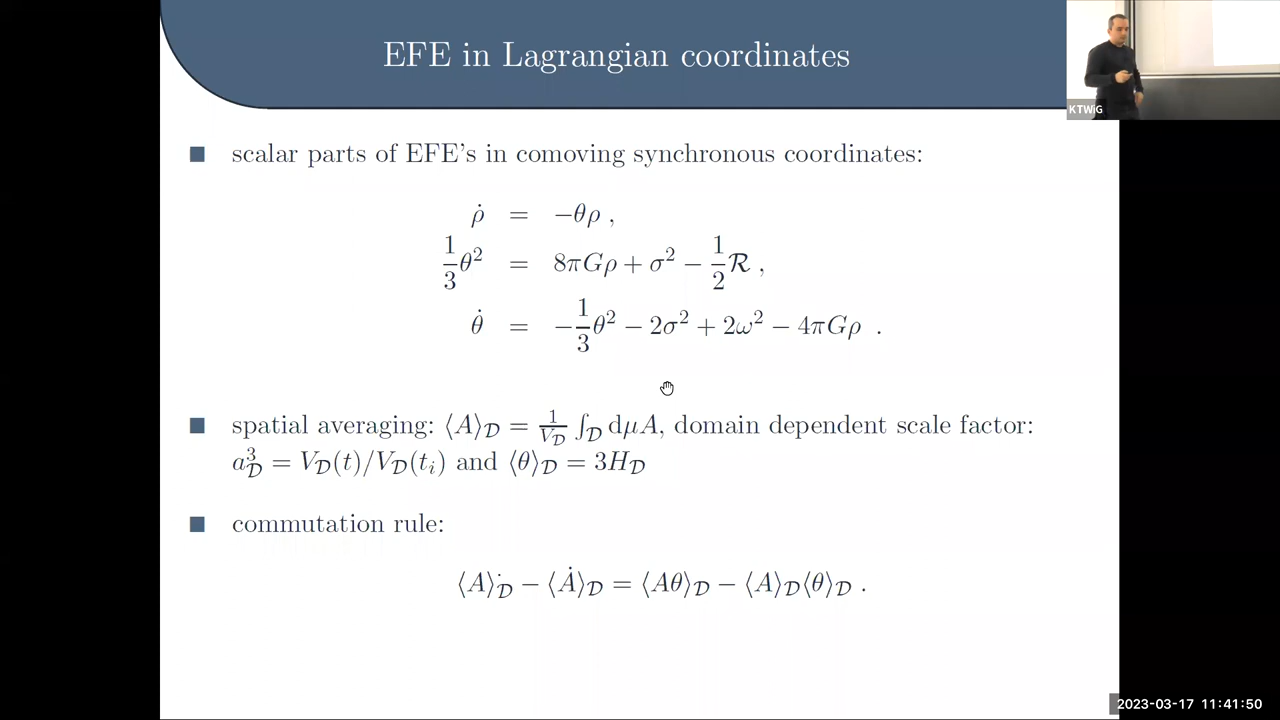 EFE in Lagrangian coordinates
KTWiG
■ scalar parts of EFE's in comoving synchronous coordinates:
ρ̇ = −θρ ,
1/3 θ² = 8πGρ + σ² − 1/2 ℛ ,
θ̇ = −1/3 θ² − 2σ² + 2ω² − 4πGρ .
■ spatial averaging: ⟨A⟩_𝒟 = 1/V_𝒟 ∫_𝒟 dμA, domain dependent scale factor:
a³_𝒟 = V_𝒟(t)/V_𝒟(t_i) and ⟨θ⟩_𝒟 = 3H_𝒟
■ commutation rule:
⟨A⟩˙_𝒟 − ⟨Ȧ⟩_𝒟 = ⟨Aθ⟩_𝒟 − ⟨A⟩_𝒟⟨θ⟩_𝒟 .
2023-03-17 11:41:50